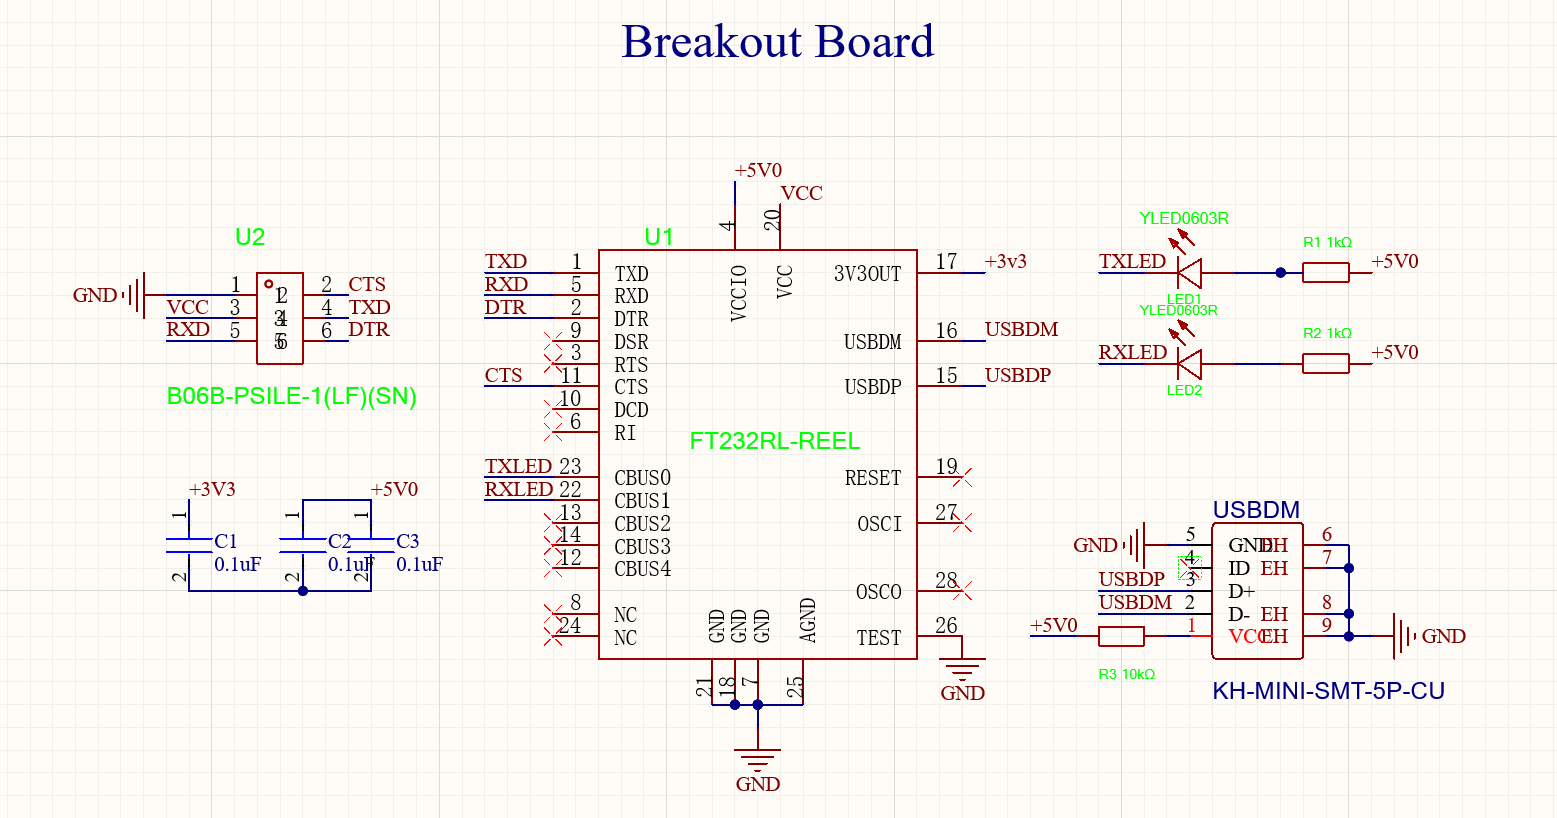 Breakout Board
+5V0
VCC
4
20
U2
GND
1
2
CTS
VCC
3
4
TXD
RXD
5
6
DTR
1
2
3
4
5
6
B06B-PSILE-1(LF)(SN)
U1
TXD
1
TXD
RXD
5
RXD
DTR
2
DTR
9
DSR
3
RTS
CTS
11
CTS
10
DCD
6
RI
TXLED
23
CBUS0
RXLED
22
CBUS1
13
CBUS2
14
CBUS3
12
CBUS4
8
NC
24
NC
VCCIO
VCC
FT232RL-REEL
3V3OUT
17
+3v3
USBDM
16
USBDM
USBDP
15
USBDP
RESET
19
OSCI
27
OSCO
28
TEST
26
GND
GND
GND
GND
AGND
21
18
7
25
GND
YLED0603R
R1 1kΩ
TXLED
+5V0
LED1
YLED0603R
R2 1kΩ
RXLED
+5V0
LED2
+3V3
+5V0
1
1
1
C1
C2
C3
0.1uF
0.1uF
0.1uF
2
2
2
USBDM
GND
5
GND
EH
6
4
ID
EH
7
USBDP
3
D+
USBDM
2
D-
EH
8
+5V0
1
VCC
EH
9
GND
R3 10kΩ
KH-MINI-SMT-5P-CU